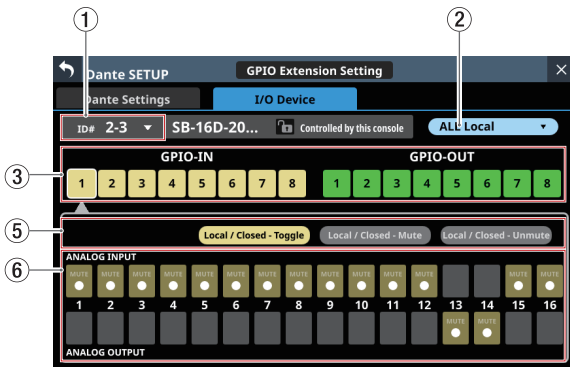 1 2
Dante SETUP GPIO Extension Setting ×
Dante Settings I/O Device
ID# 2-3 SB-16D-20... Controlled by this console ALL Local
GPIO-IN GPIO-OUT
3 1 2 3 4 5 6 7 8 1 2 3 4 5 6 7 8
5 Local / Closed - Toggle Local / Closed - Mute Local / Closed - Unmute
6 ANALOG INPUT
MUTE MUTE MUTE MUTE MUTE MUTE MUTE MUTE MUTE MUTE MUTE MUTE MUTE MUTE
1 2 3 4 5 6 7 8 9 10 11 12 13 14 15 16
MUTE MUTE
ANALOG OUTPUT